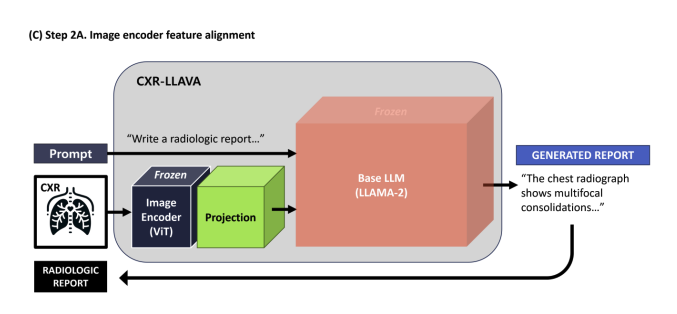 (C) Step 2A. Image encoder feature alignment
CXR-LLAVA
Frozen
"Write a radiologic report…"
Prompt
GENERATED REPORT
Frozen
CXR
Base LLM
(LLAMA-2)
"The chest radiograph
shows multifocal
consolidations…"
Image
Encoder
(ViT)
Projection
RADIOLOGIC
REPORT